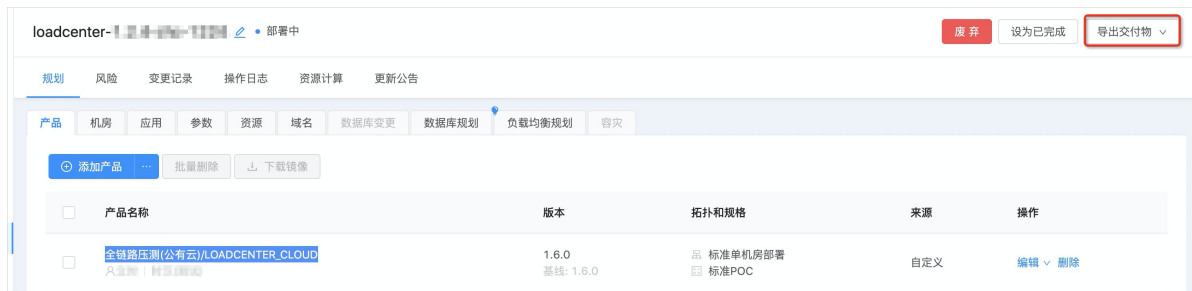 loadcenter-
部署中
废弃 设为已完成 导出交付物
规划 风险 变更记录 操作日志 资源计算 更新公告
产品 机房 应用 参数 资源 域名 数据库变更 数据库规划 负载均衡规划 容灾
添加产品 ··· 批量删除 下载镜像
产品名称 版本 拓扑和规格 来源 操作
全链路压测(公有云)/LOADCENTER_CLOUD 1.6.0 标准单机房部署 自定义 编辑 删除
基线: 1.6.0 标准POC